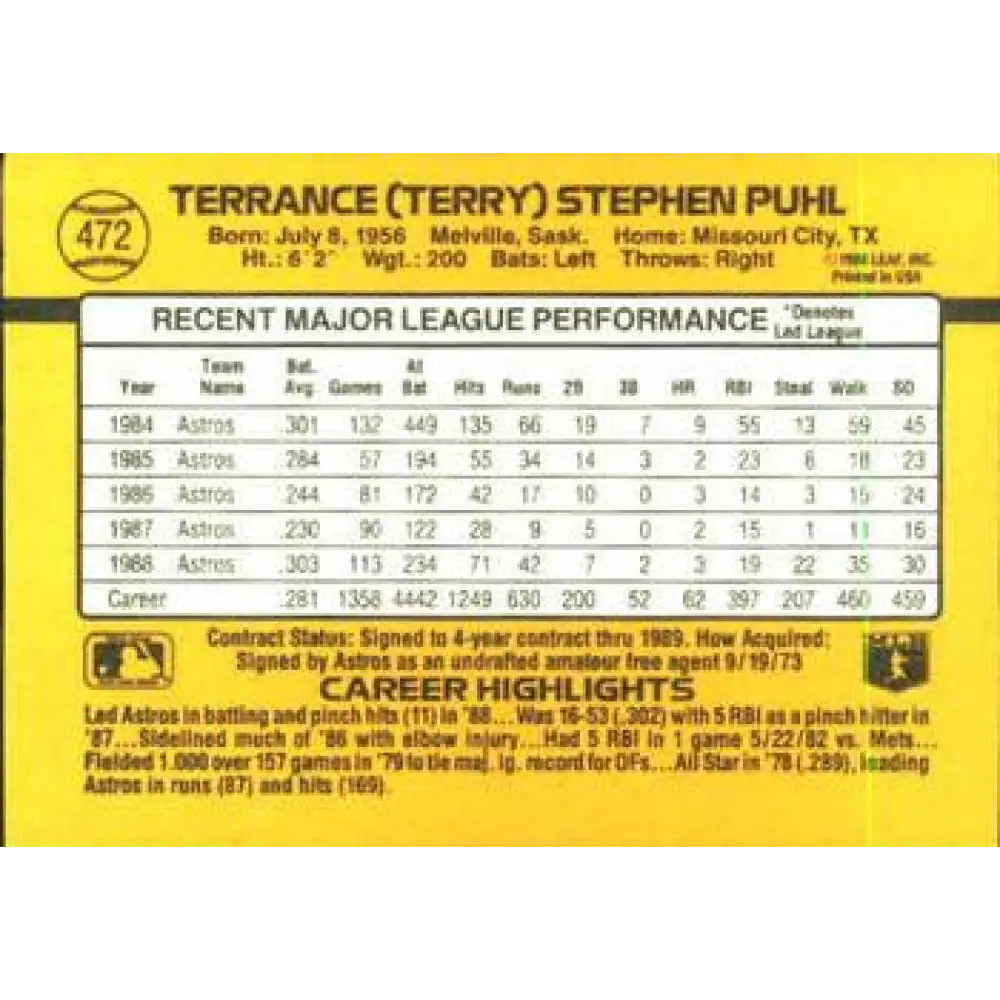 472
TERRANCE (TERRY) STEPHEN PUHL
Born: July 8, 1956 Melville, Sask. Home: Missouri City, TX
Ht.: 6'2" Wgt.: 200 Bats: Left Throws: Right
LEAF, INC.
Printed in USA
RECENT MAJOR LEAGUE PERFORMANCE *Denotes Led League
Year Team Name Bat. Avg. Games At Bat Hits Runs 2B 3B HR RBI Steal Walk SO
1984 Astros .301 132 449 135 66 19 7 9 55 13 59 45
1985 Astros .284 57 194 55 34 14 3 2 23 6 18 23
1986 Astros .244 81 172 42 17 10 0 3 14 3 15 24
1987 Astros .230 90 122 28 9 5 0 2 15 1 11 16
1988 Astros .303 113 234 71 42 7 2 3 19 22 35 30
Career .281 1358 4442 1249 630 200 52 62 397 207 460 459
Contract Status: Signed to 4-year contract thru 1989. How Acquired:
Signed by Astros as an undrafted amateur free agent 9/19/73
CAREER HIGHLIGHTS
Led Astros in batting and pinch hits (11) in '88...Was 16-53 (.302) with 5 RBI as a pinch hitter in
'87...Sidelined much of '86 with elbow injury...Had 5 RBI in 1 game 5/22/82 vs. Mets...
Fielded 1.000 over 157 games in '79 to tie maj. lg. record for OFs...All Star in '78 (.289), leading
Astros in runs (87) and hits (169).